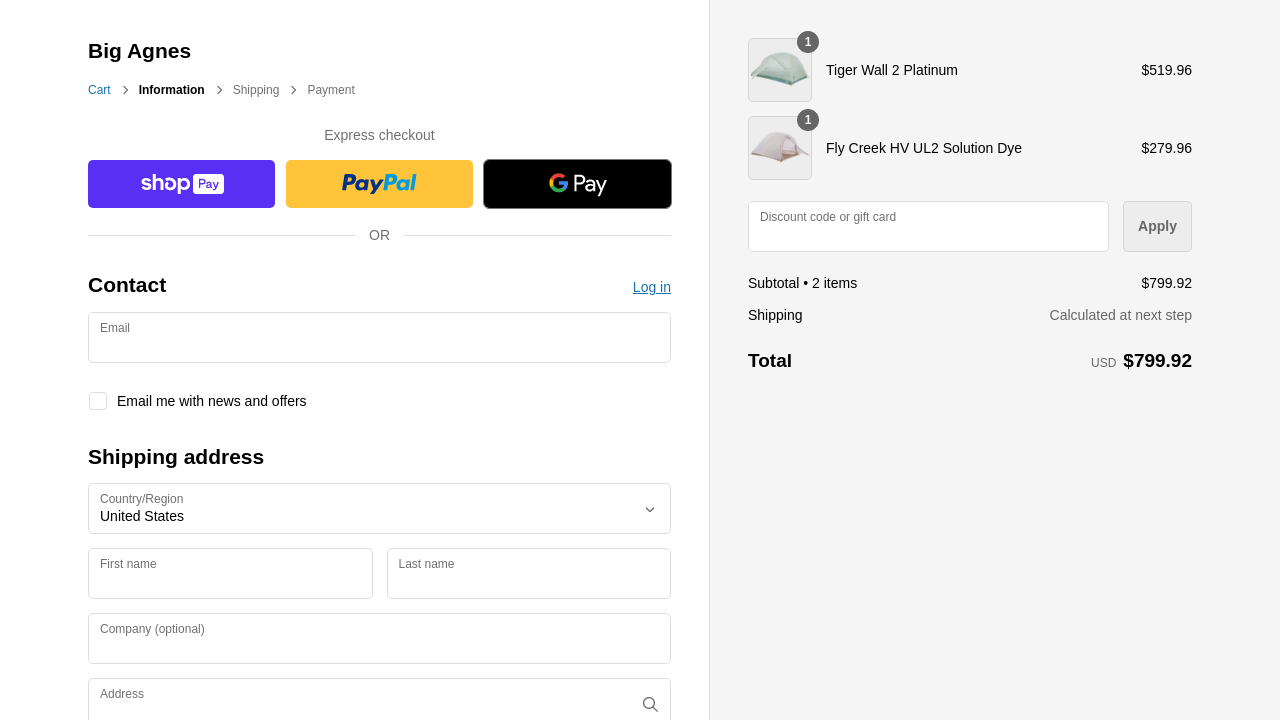 Big Agnes
Cart
Information
Shipping
Payment
Express checkout
shop Pay
PayPal
G Pay
OR
Contact
Log in
Email
Email me with news and offers
Shipping address
Country/Region
United States
First name
Last name
Company (optional)
Address
1
Tiger Wall 2 Platinum
$519.96
1
Fly Creek HV UL2 Solution Dye
$279.96
Discount code or gift card
Apply
Subtotal • 2 items
$799.92
Shipping
Calculated at next step
Total
USD $799.92